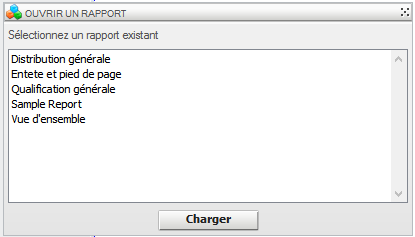 OUVRIR UN RAPPORT
Sélectionnez un rapport existant
Distribution générale
Entete et pied de page
Qualification générale
Sample Report
Vue d'ensemble
Charger